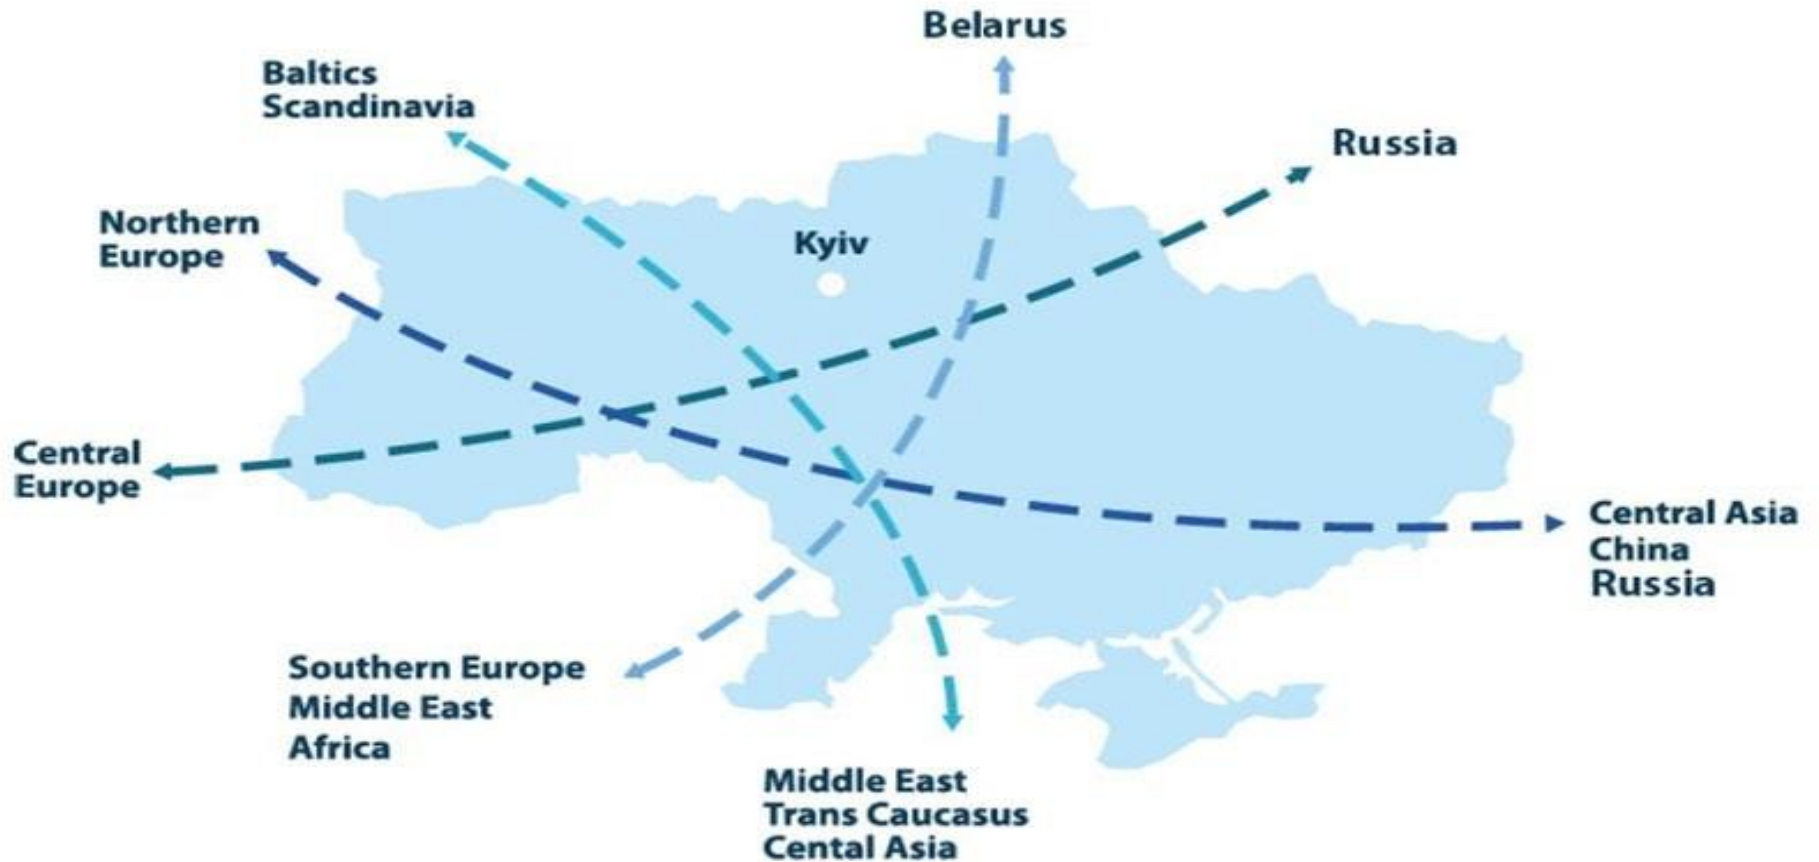 Belarus
Baltics
Scandinavia
Russia
Northern
Europe
Kyiv
Central
Europe
Central Asia
China
Russia
Southern Europe
Middle East
Africa
Middle East
Trans Caucasus
Cental Asia